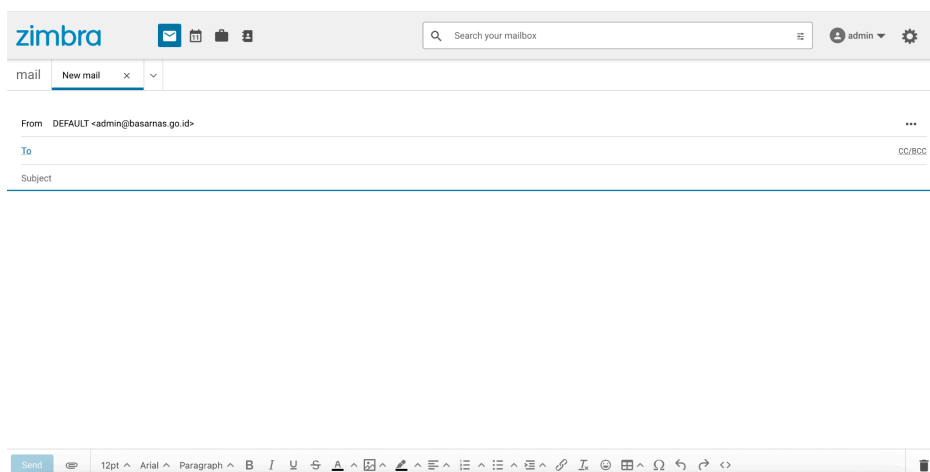 zimbra 11 Search your mailbox admin
mail New mail ×
From DEFAULT <admin@basarnas.go.id> •••
To CC/BCC
Subject
Send 12pt Arial Paragraph B I U S A Ω <>